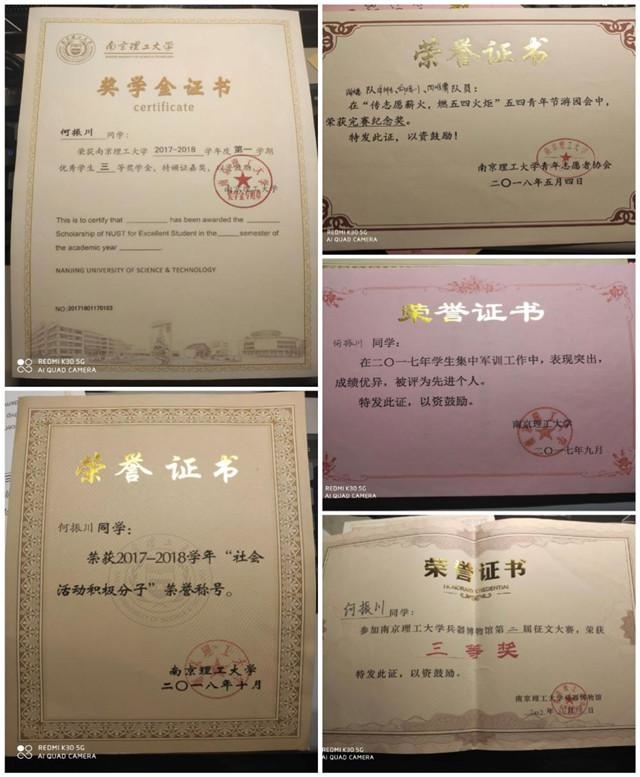 南京理工大学
NANJING UNIVERSITY OF SCIENCE & TECHNOLOGY
奖学金证书
certificate
何振川 同学:
荣获南京理工大学 2017-2018 学年度 第一 学期
优秀学生 三 等奖学金,特颁证嘉奖,
南京理工大学
This is to certify that has been awarded the
Scholarship of NUST for Excellent Student in the semester of
the academic year .
NANJING UNIVERSITY OF SCIENCE & TECHNOLOGY
NO:
REDMI K30 5G
AI QUAD CAMERA
荣誉证书
何振川 同学:
荣获2017–2018学年“社会
活动积极分子”荣誉称号。
南京理工大学
二〇一八年十月
REDMI K30 5G
AI QUAD CAMERA
荣誉证书
队员:
在“传志愿薪火,燃五四火炬”五四青年节游园会中,
荣获完赛纪念奖。
特发此证,以资鼓励!
南京理工大学青年志愿者协会
二〇一八年五月四日
REDMI K30 5G
AI QUAD CAMERA
荣誉证书
何振川 同学:
在二〇一七年学生集中军训工作中,表现突出,
成绩优异,被评为先进个人。
特发此证,以资鼓励。
南京理工大学
二〇一七年九月
REDMI K30 5G
AI QUAD CAMERA
荣誉证书
HONORARY CREDENTIAL
何振川 同学:
参加南京理工大学兵器博物馆第二届征文大赛,荣获
三等奖
特发此证,以资鼓励。
南京理工大学兵器博物馆
REDMI K30 5G
AI QUAD CAMERA